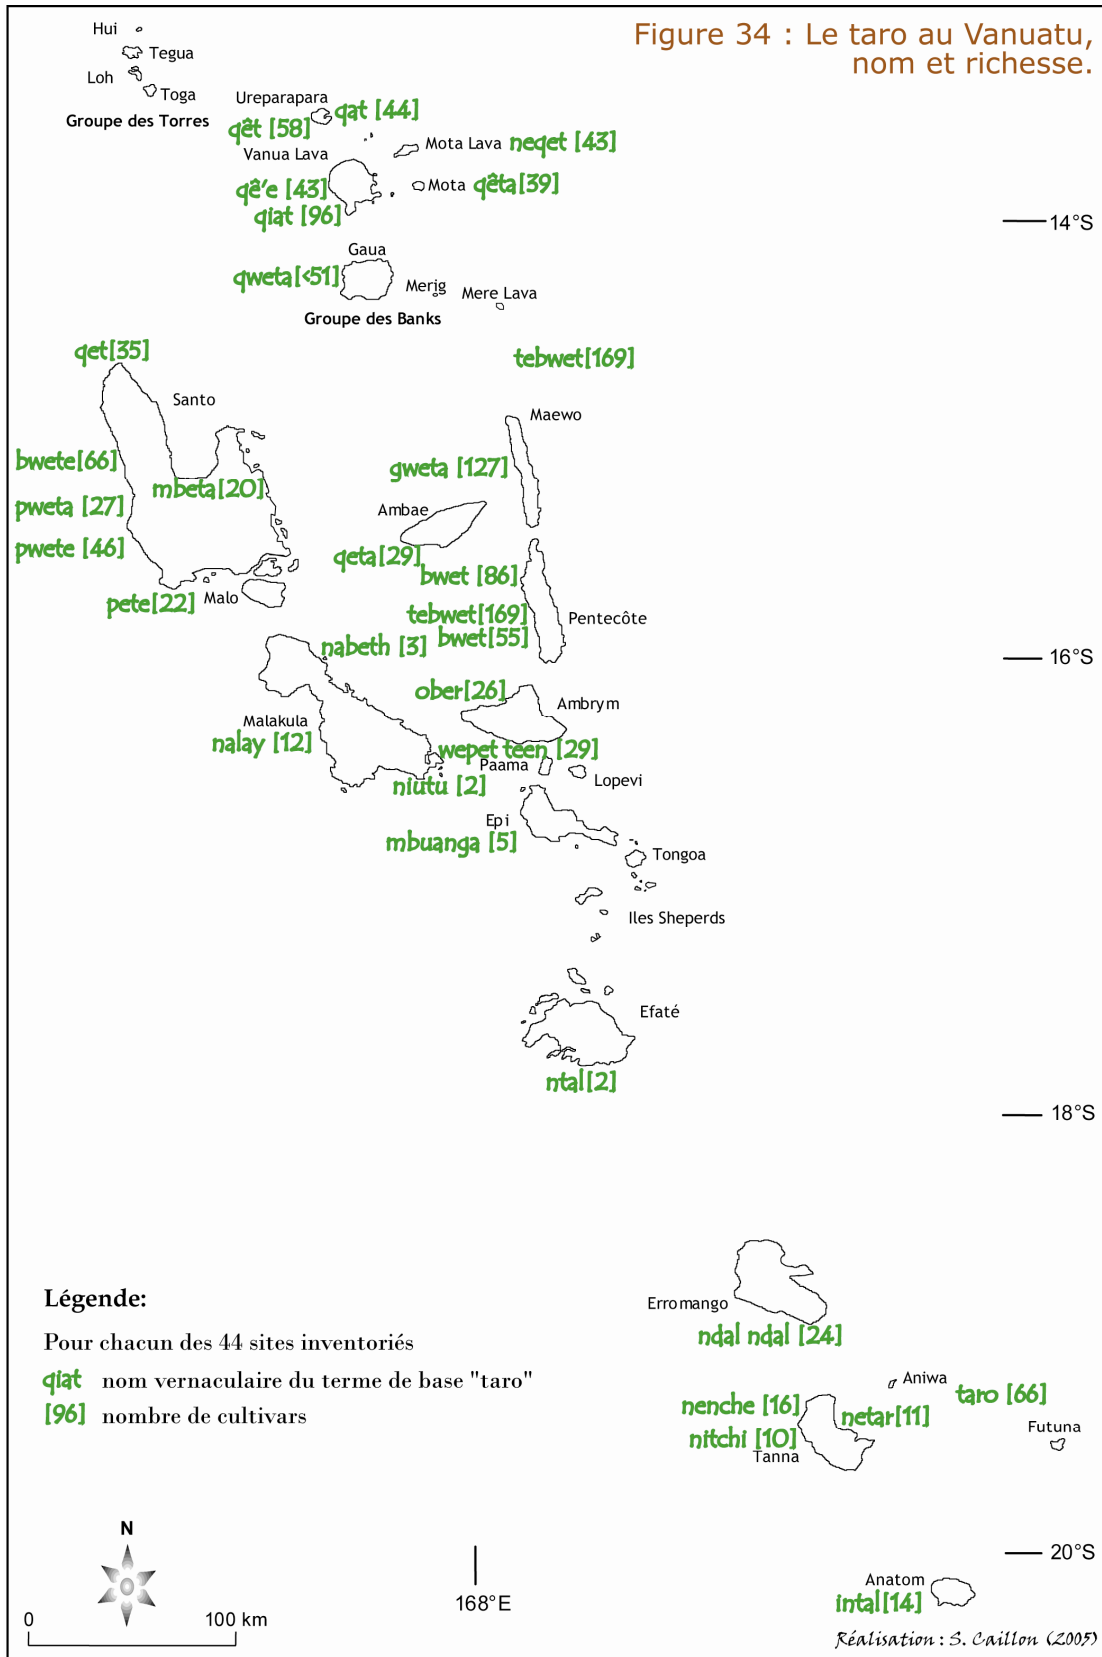 Figure 34 : Le taro au Vanuatu,
nom et richesse.
Hui
Tegua
Loh
Toga
Groupe des Torres
Ureparapara
qat [44]
qêt [58]
Mota Lava neqet [43]
Vanua Lava
qê'e [43]
Mota qêta[39]
qiat [96]
14°S
Gaua
qweta[<51]
Merig
Mere Lava
Groupe des Banks
qet[35]
tebwet[169]
Santo
Maewo
bwete[66]
gweta [127]
mbeta[20]
pweta [27]
Ambae
pwete [46]
qeta[29]
bwet [86]
pete[22]
Malo
tebwet[169]
Pentecôte
bwet[55]
nabeth [3]
16°S
ober[26]
Ambrym
Malakula
nalay [12]
wepet teen [29]
Paama
Lopevi
niutu [2]
Epi
mbuanga [5]
Tongoa
Iles Sheperds
Efaté
ntal[2]
18°S
Erromango
ndal ndal [24]
Aniwa
taro [66]
nenche [16]
netar[11]
Futuna
nitchi [10]
Tanna
20°S
Anatom
intal[14]
Légende:
Pour chacun des 44 sites inventoriés
qiat nom vernaculaire du terme de base "taro"
[96] nombre de cultivars
N
168°E
0 100 km
Réalisation : S. Caillon (2005)